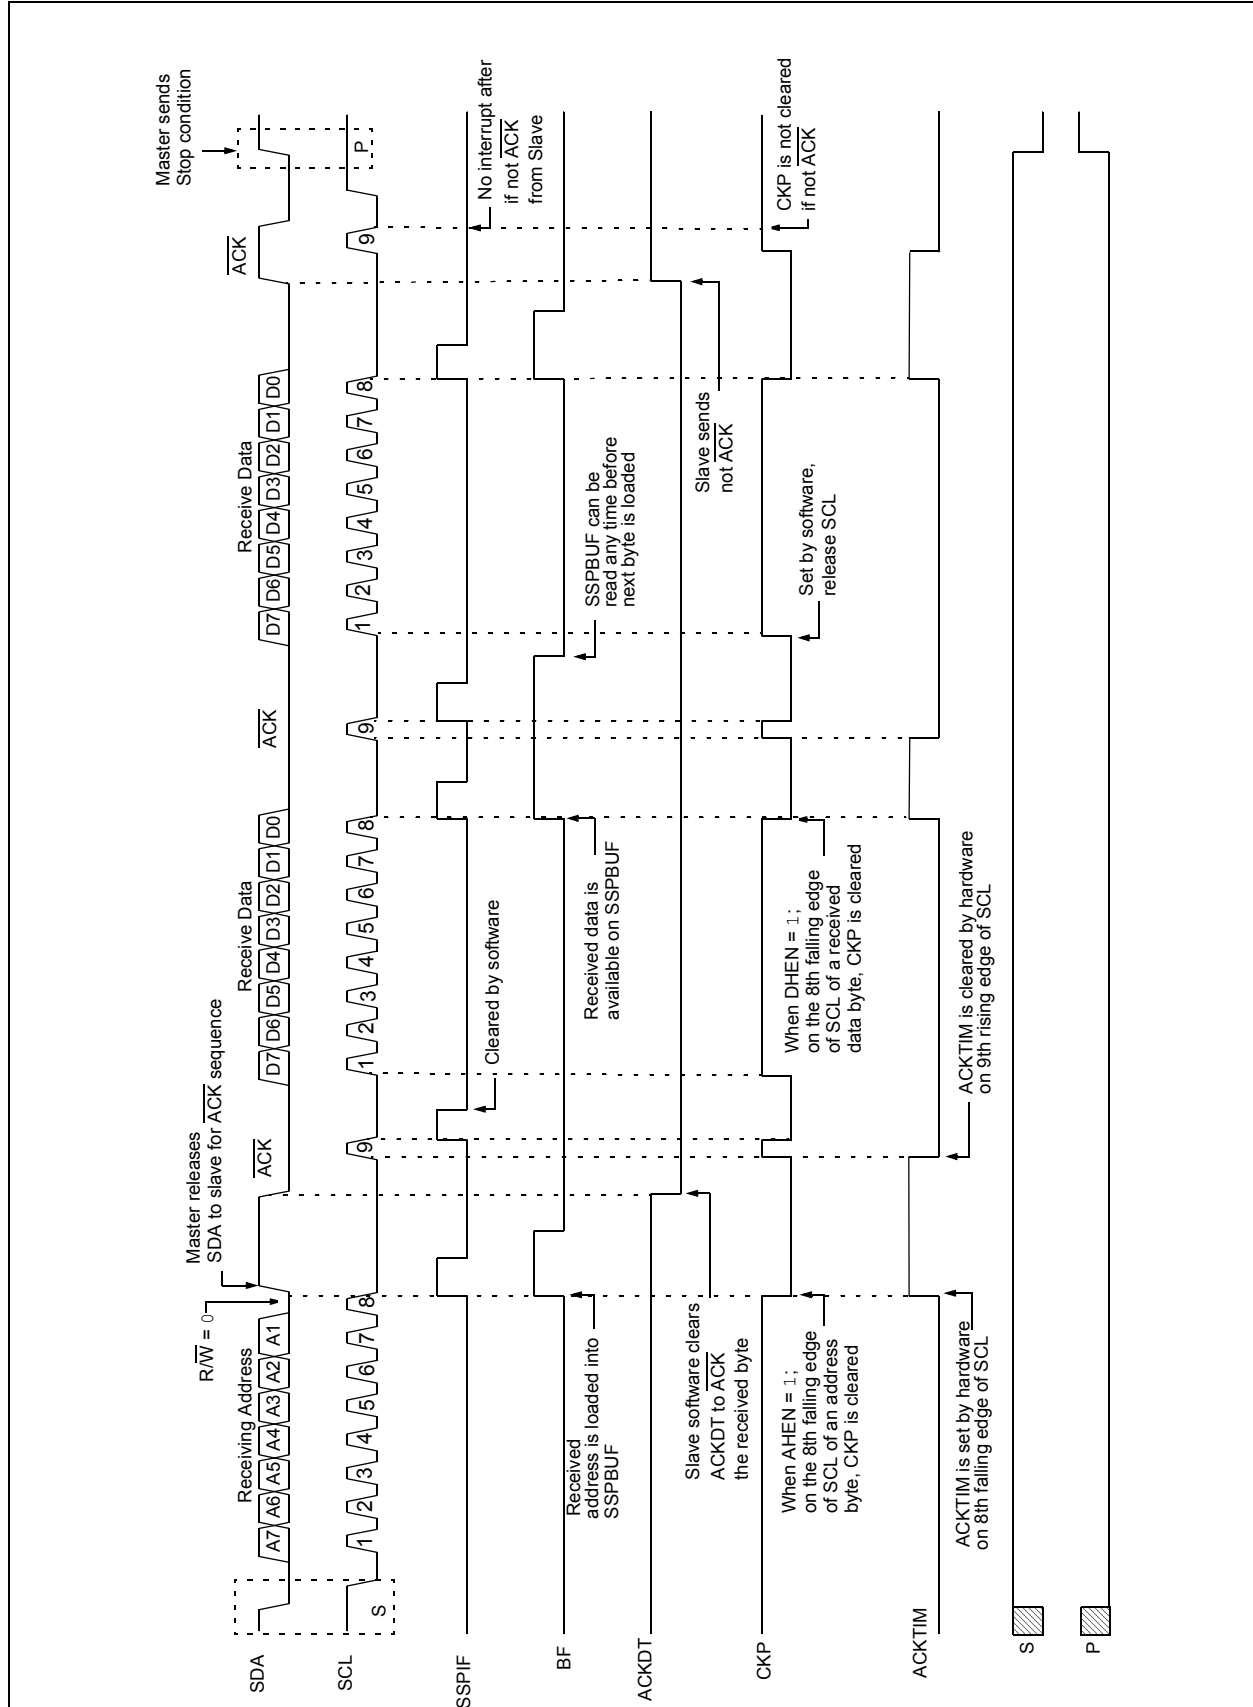 Master sends
Stop condition
Master releases
SDA to slave for ACK sequence
R/W = 0
Receiving Address
ACK
Receive Data
ACK
Receive Data
ACK
SDA
A7 A6 A5 A4 A3 A2 A1
D7 D6 D5 D4 D3 D2 D1 D0
D7 D6 D5 D4 D3 D2 D1 D0
SCL
S
1 2 3 4 5 6 7 8 9
1 2 3 4 5 6 7 8 9
1 2 3 4 5 6 7 8 9
P
SSPIF
Cleared by software
No interrupt after
if not ACK
from Slave
BF
Received
address is loaded into
SSPBUF
Received data is
available on SSPBUF
SSPBUF can be
read any time before
next byte is loaded
ACKDT
Slave software clears
ACKDT to ACK
the received byte
Slave sends
not ACK
CKP
When AHEN = 1;
on the 8th falling edge
of SCL of an address
byte, CKP is cleared
When DHEN = 1;
on the 8th falling edge
of SCL of a received
data byte, CKP is cleared
Set by software,
release SCL
CKP is not cleared
if not ACK
ACKTIM
ACKTIM is set by hardware
on 8th falling edge of SCL
ACKTIM is cleared by hardware
on 9th rising edge of SCL
S
P